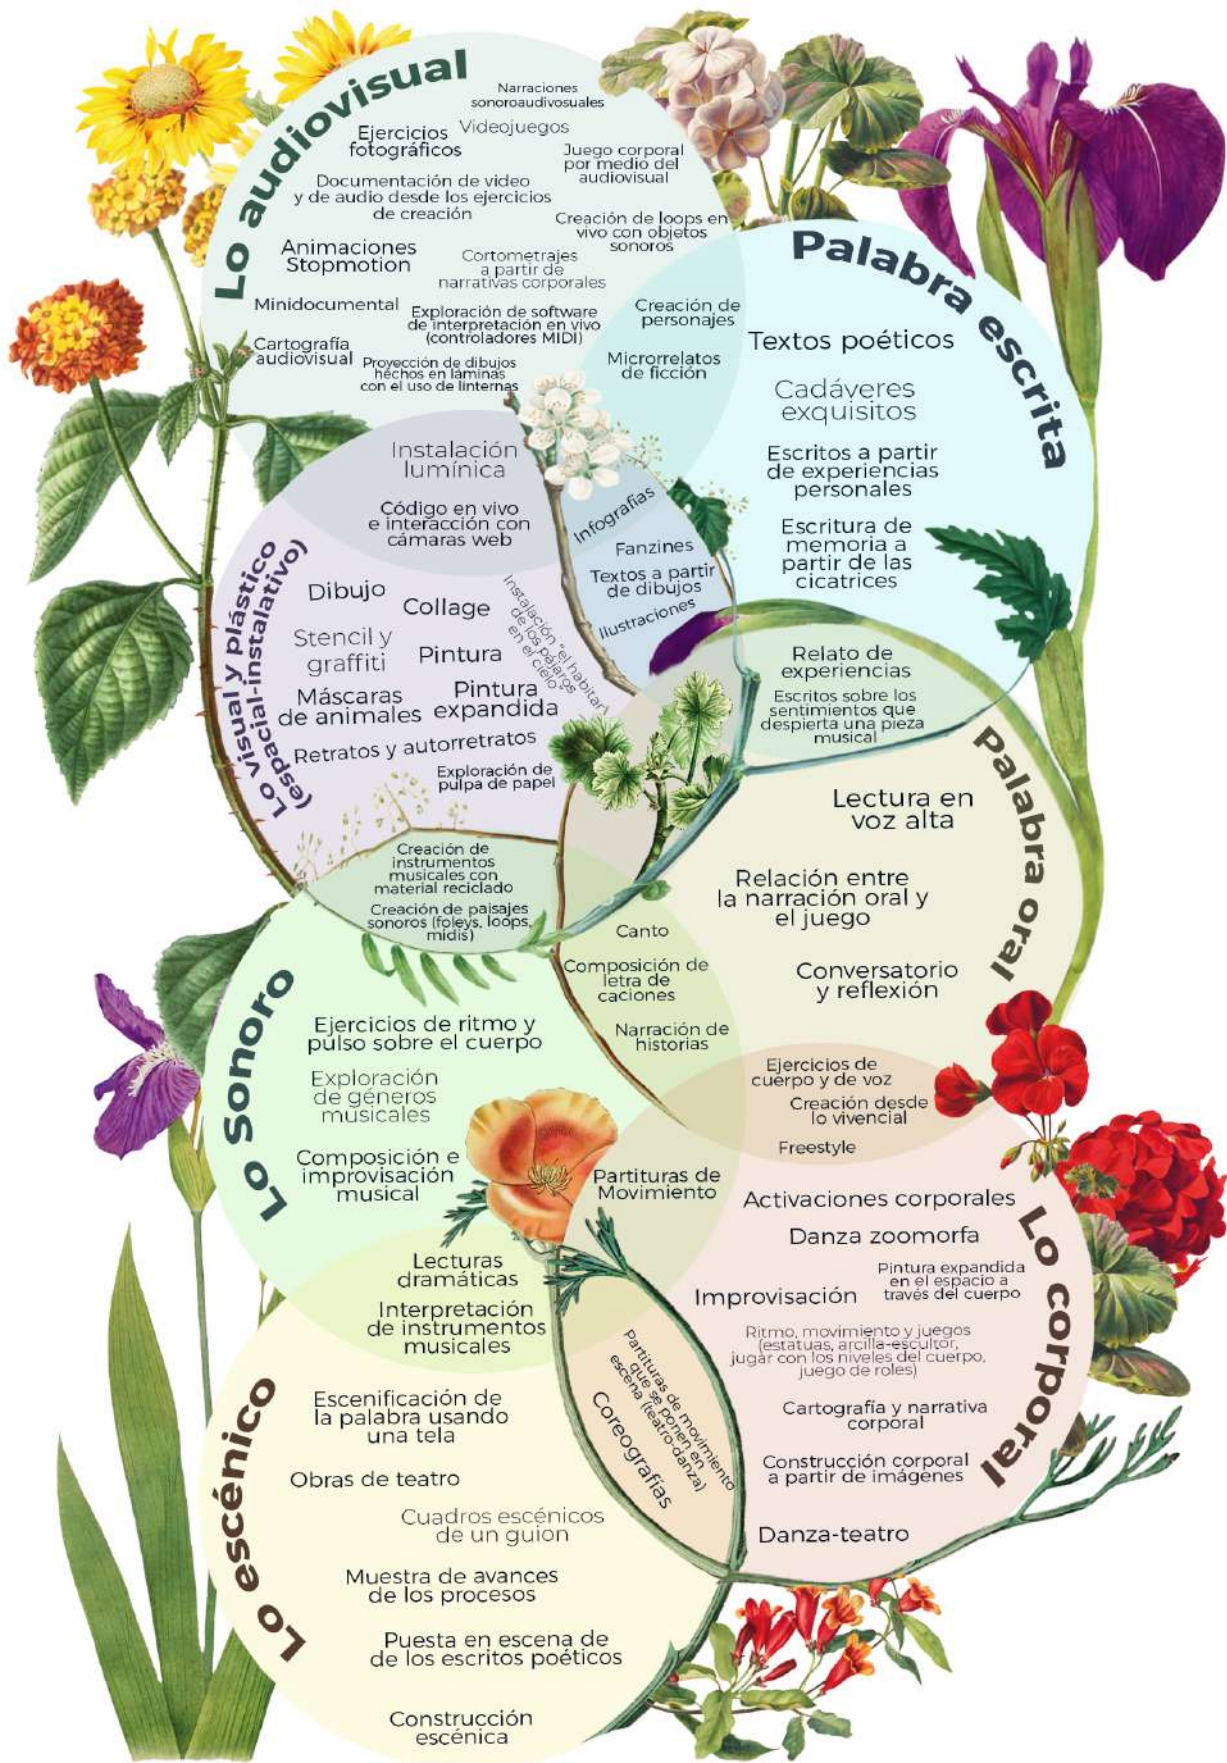 Lo audiovisual
Narraciones
sonoroaudivosuales
Ejercicios
fotográficos
Videojuegos
Juego corporal
por medio del
audiovisual
Documentación de video
y de audio desde los ejercicios
de creación
Creación de loops en
vivo con objetos
sonoros
Animaciones
Stopmotion
Cortometrajes
a partir de
narrativas corporales
Minidocumental
Exploración de software
de interpretación en vivo
(controladores MIDI)
Cartografía
audiovisual
Proyección de dibujos
hechos en láminas
con el uso de linternas
Creación de
personajes
Microrrelatos
de ficción
Palabra escrita
Textos poéticos
Cadáveres
exquisitos
Escritos a partir
de experiencias
personales
Escritura de
memoria a
partir de las
cicatrices
Instalación
lumínica
Código en vivo
e interacción con
cámaras web
Infografías
Fanzines
Textos a partir
de dibujos
Ilustraciones
Lo visual y plástico
(espacial-instalativo)
Dibujo
Collage
Stencil y
graffiti
Pintura
Máscaras
de animales
Pintura
expandida
Retratos y autorretratos
Exploración de
pulpa de papel
Instalación "el habitar
de los pájaros
en el cielo"
Relato de
experiencias
Escritos sobre los
sentimientos que
despierta una pieza
musical
Palabra oral
Lectura en
voz alta
Relación entre
la narración oral y
el juego
Conversatorio
y reflexión
Creación de
instrumentos
musicales con
material reciclado
Creación de paisajes
sonoros (foleys, loops,
midis)
Canto
Composición de
letra de
caciones
Narración de
historias
Lo sonoro
Ejercicios de ritmo y
pulso sobre el cuerpo
Exploración
de géneros
musicales
Composición e
improvisación
musical
Ejercicios de
cuerpo y de voz
Creación desde
lo vivencial
Freestyle
Partituras de
Movimiento
Lo corporal
Activaciones corporales
Danza zoomorfa
Pintura expandida
en el espacio a
través del cuerpo
Improvisación
Ritmo, movimiento y juegos
(estatuas, arcilla-escultor,
jugar con los niveles del cuerpo,
juego de roles)
Cartografía y narrativa
corporal
Construcción corporal
a partir de imágenes
Danza-teatro
Lecturas
dramáticas
Interpretación
de instrumentos
musicales
Partituras de movimiento
que se ponen en
escena (teatro-danza)
Coreografías
Lo escénico
Escenificación de
la palabra usando
una tela
Obras de teatro
Cuadros escénicos
de un guion
Muestra de avances
de los procesos
Puesta en escena de
de los escritos poéticos
Construcción
escénica